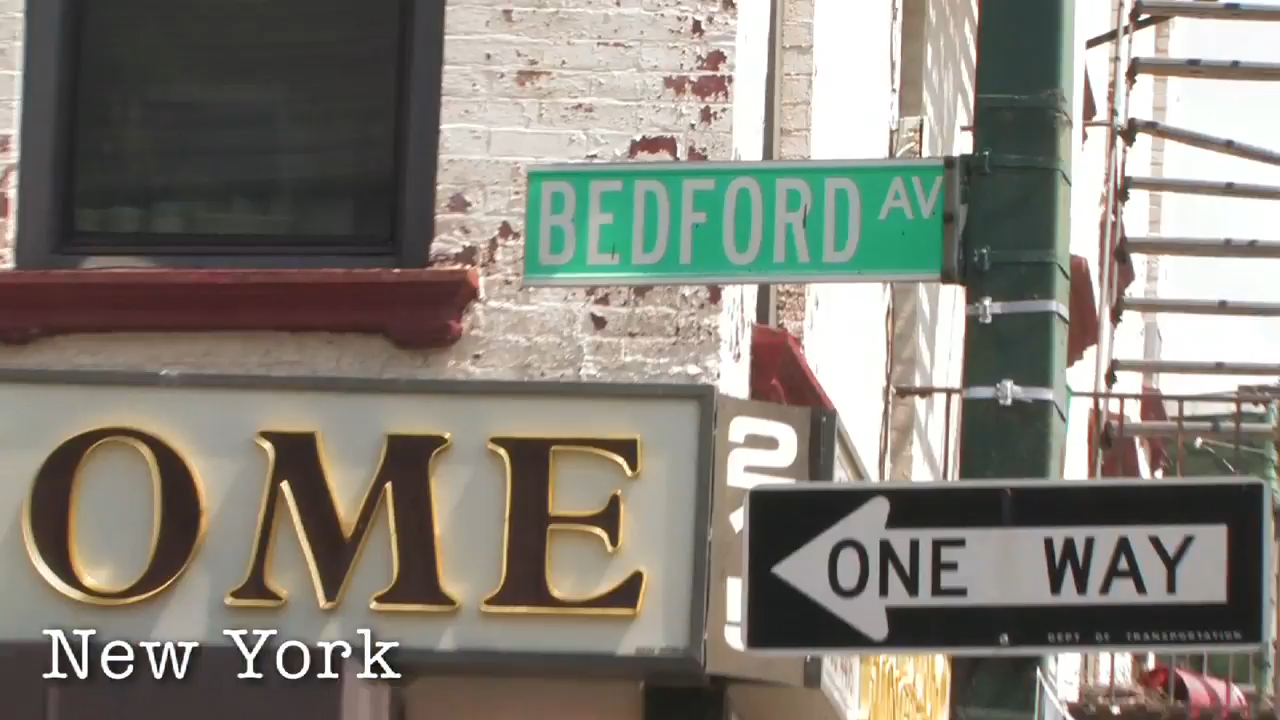 BEDFORD AV
OME
2
ONE WAY
DEPT OF TRANSPORTATION
New York